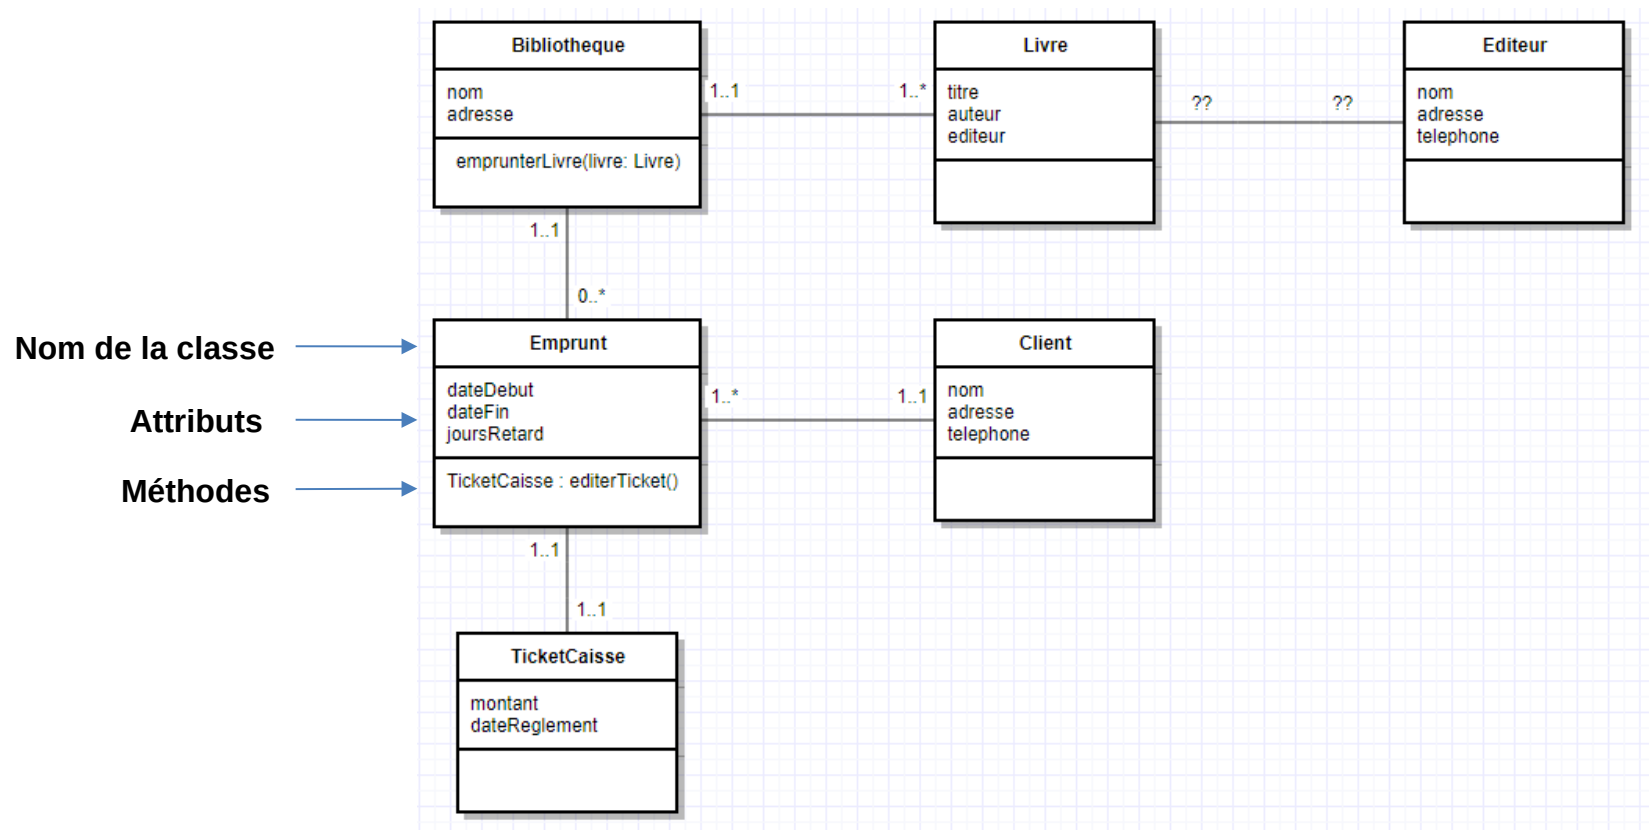 Bibliotheque
nom
adresse
emprunterLivre(livre: Livre)
1..1
1..*
Livre
titre
auteur
editeur
??
??
Editeur
nom
adresse
telephone
1..1
0..*
Nom de la classe
Attributs
Méthodes
Emprunt
dateDebut
dateFin
joursRetard
TicketCaisse : editerTicket()
1..*
1..1
Client
nom
adresse
telephone
1..1
1..1
TicketCaisse
montant
dateReglement